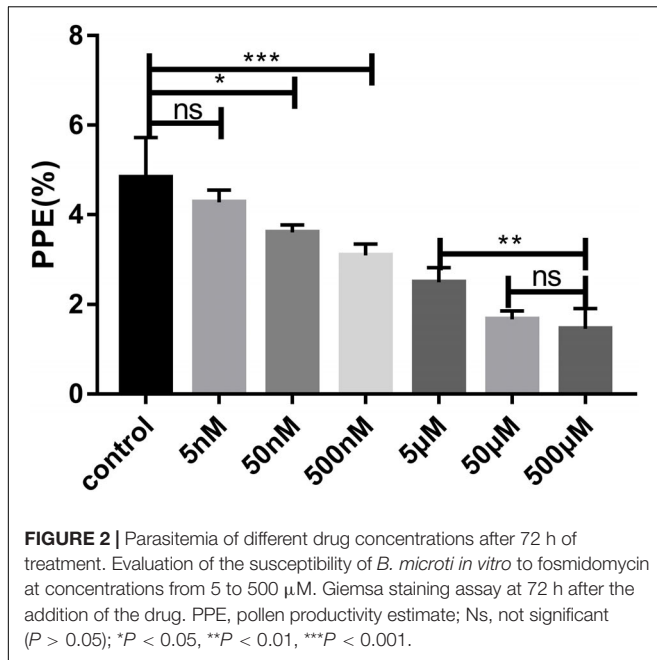 8
6
4
2
0
PPE(%)
***
*
ns
**
ns
control
5nM
50nM
500nM
5µM
50µM
500µM
FIGURE 2 | Parasitemia of different drug concentrations after 72 h of
treatment. Evaluation of the susceptibility of B. microti in vitro to fosmidomycin
at concentrations from 5 to 500 µM. Giemsa staining assay at 72 h after the
addition of the drug. PPE, pollen productivity estimate; Ns, not significant
(P > 0.05); *P < 0.05, **P < 0.01, ***P < 0.001.